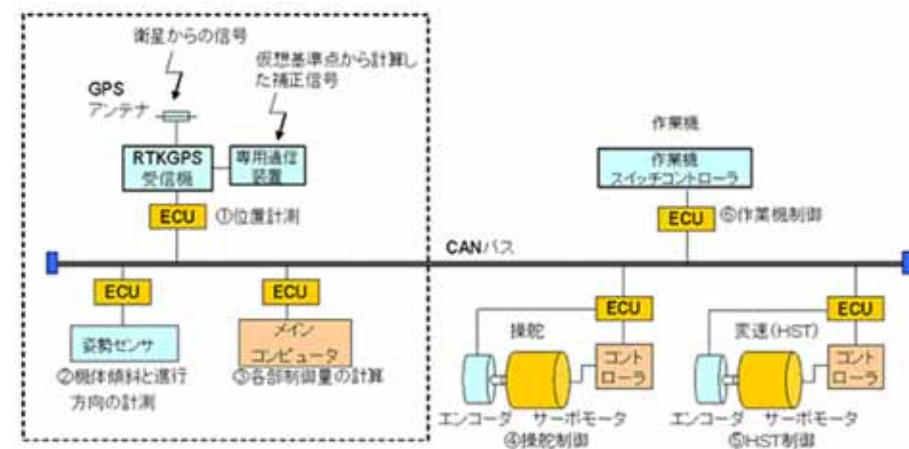 衛星からの信号
仮想基準点から計算し
た補正信号
GPS
アンテナ
RTKGPS
受信機
専用通信
装置
ECU
①位置計測
作業機
作業機
スイッチコントローラ
ECU
⑥作業機制御
CANバス
ECU
姿勢センサ
②機体傾斜と進行
方向の計測
ECU
メイン
コンピュータ
③各部制御量の計算
ECU
操舵
コント
ローラ
エンコーダ サーボモータ
④操舵制御
ECU
変速(HST)
コント
ローラ
エンコーダ サーボモータ
⑤HST制御